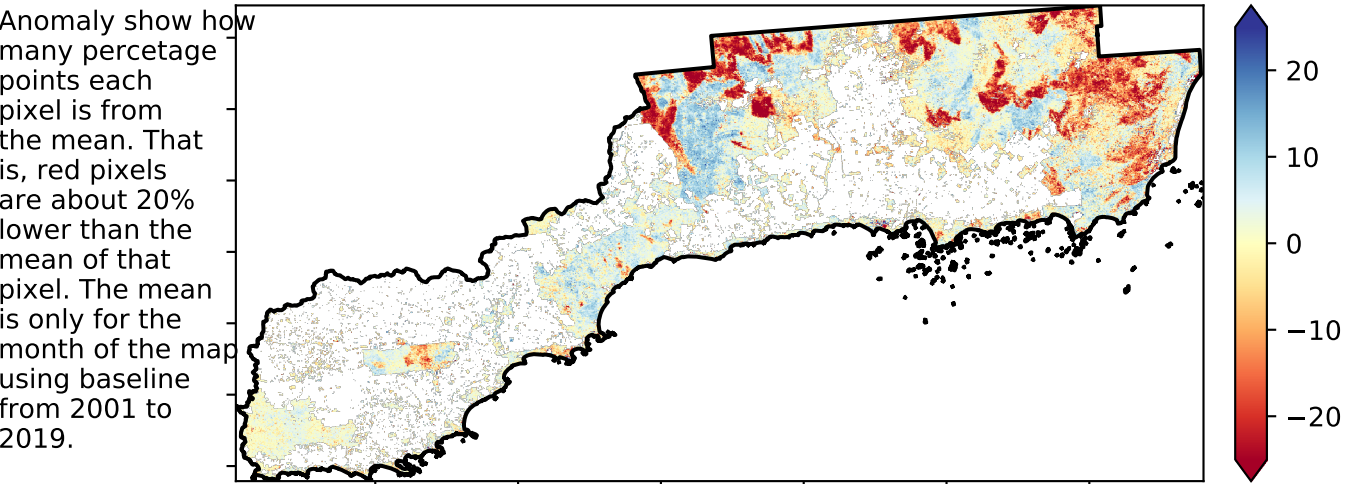 Anomaly show how
many percetage
points each
pixel is from
the mean. That
is, red pixels
are about 20%
lower than the
mean of that
pixel. The mean
is only for the
month of the map
using baseline
from 2001 to
2019.
20
10
0
−10
−20